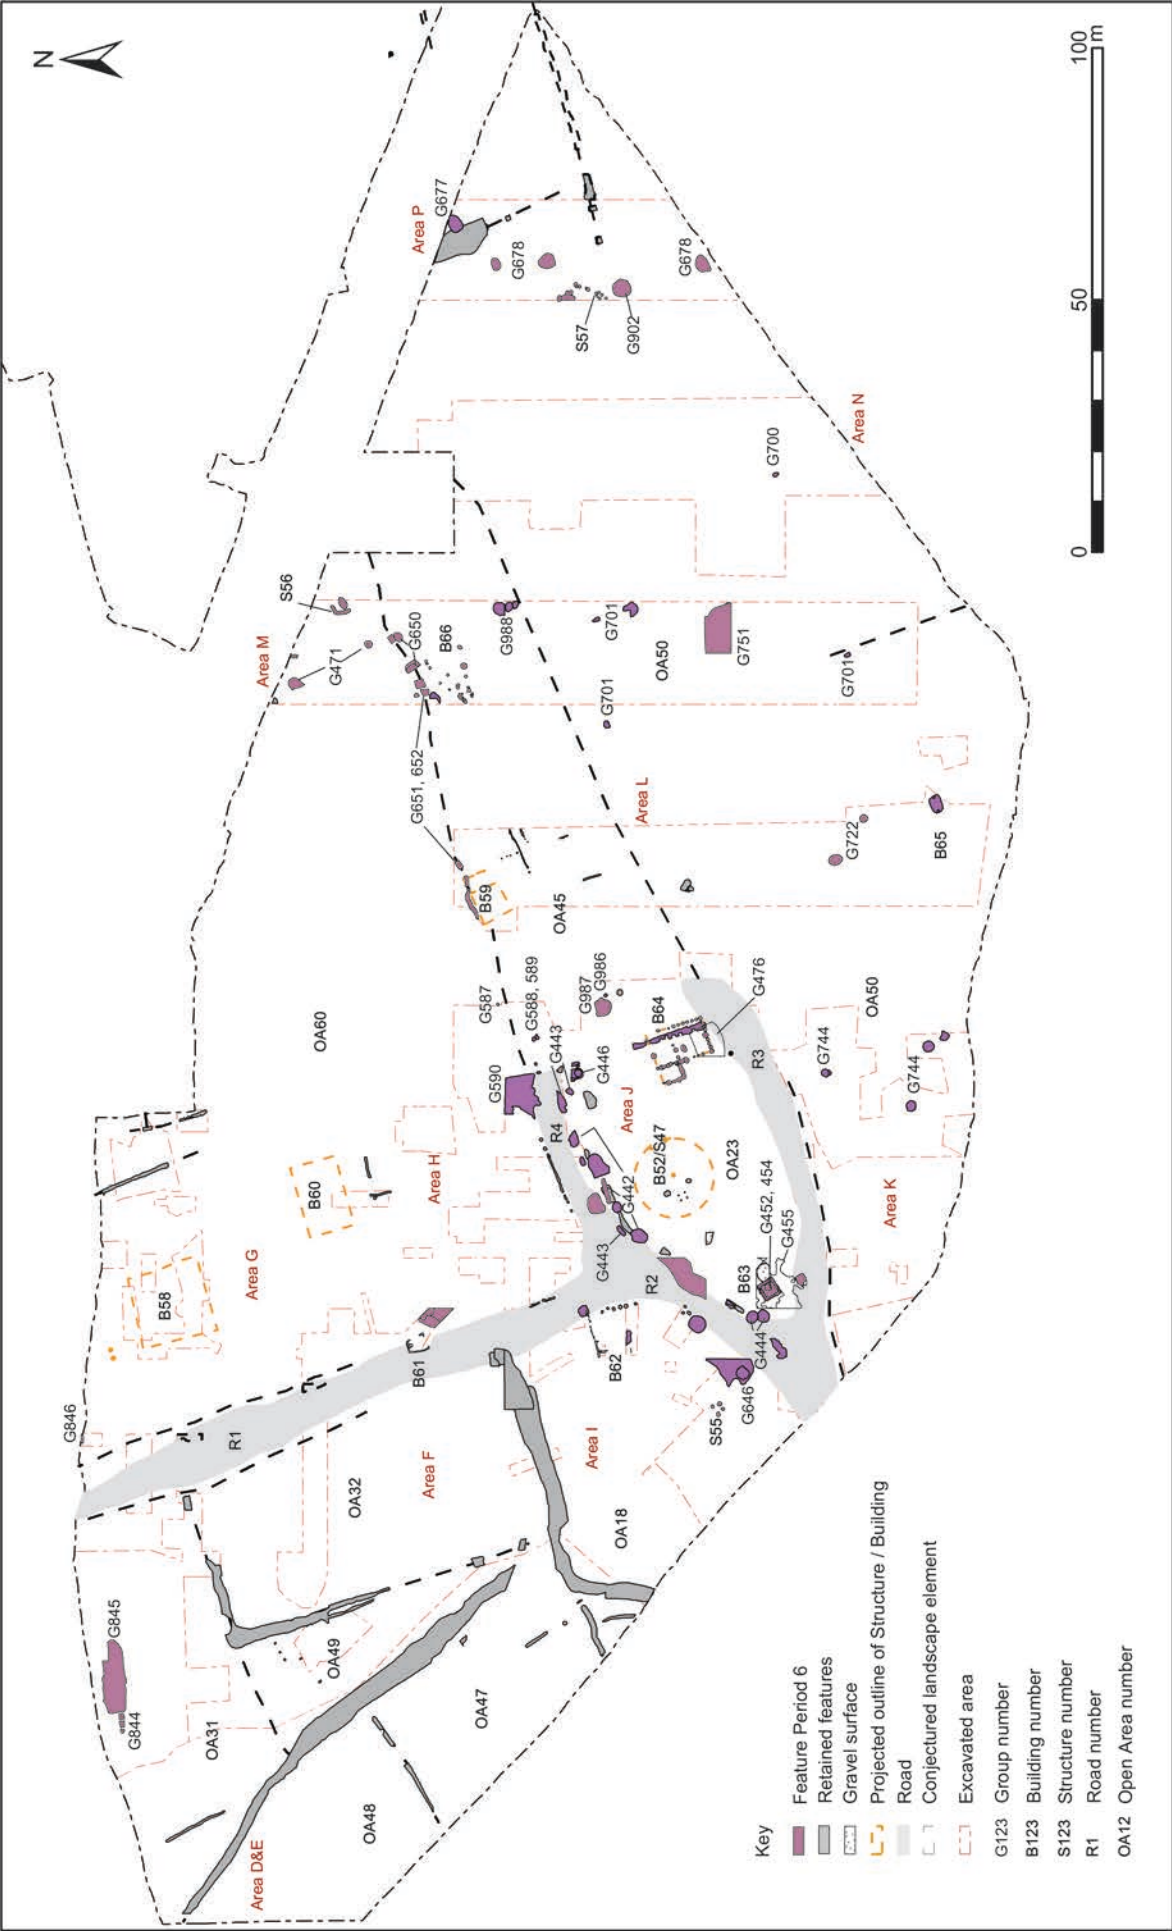 N
Area P
G677
G678
G678
S57
G902
Area N
G700
0 50 100 m
Area M
S56
G471
G650
B66
G988
G701
OA50
G751
G701
G701
G651, 652
Area L
B59
OA45
G722
B65
OA60
G587
G588, 589
G986
G987
B64
G476
OA50
G443
G446
G590
R4
Area J
R3
G744
G744
B60
Area H
B52/S47
OA23
G442
G443
G452, 454
G455
Area K
Area G
B58
R2
B63
B61
B62
G444
G646
S55
G846
R1
OA32
Area F
Area I
OA18
G845
G844
OA31
OA49
OA47
OA48
Area D&E
Key
Feature Period 6
Retained features
Gravel surface
Projected outline of Structure / Building
Road
Conjectured landscape element
Excavated area
G123 Group number
B123 Building number
S123 Structure number
R1 Road number
OA12 Open Area number